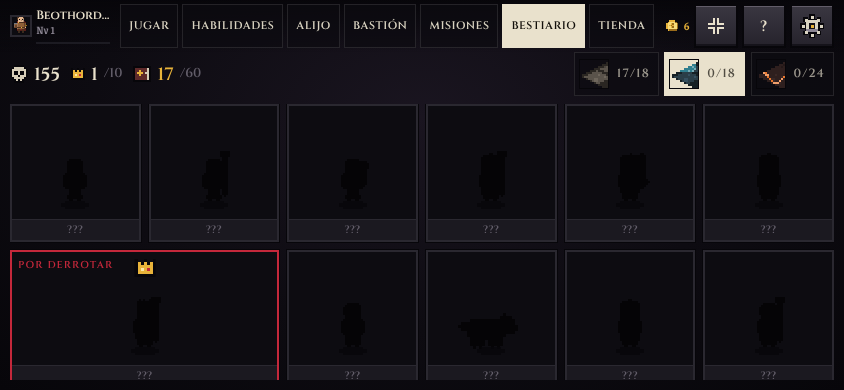 BEOTHORD...
Nv 1
JUGAR
HABILIDADES
ALIJO
BASTIÓN
MISIONES
BESTIARIO
TIENDA
6
?
155
1 /10
17 /60
17/18
0/18
0/24
???
???
???
???
???
???
POR DERROTAR
???
???
???
???
???